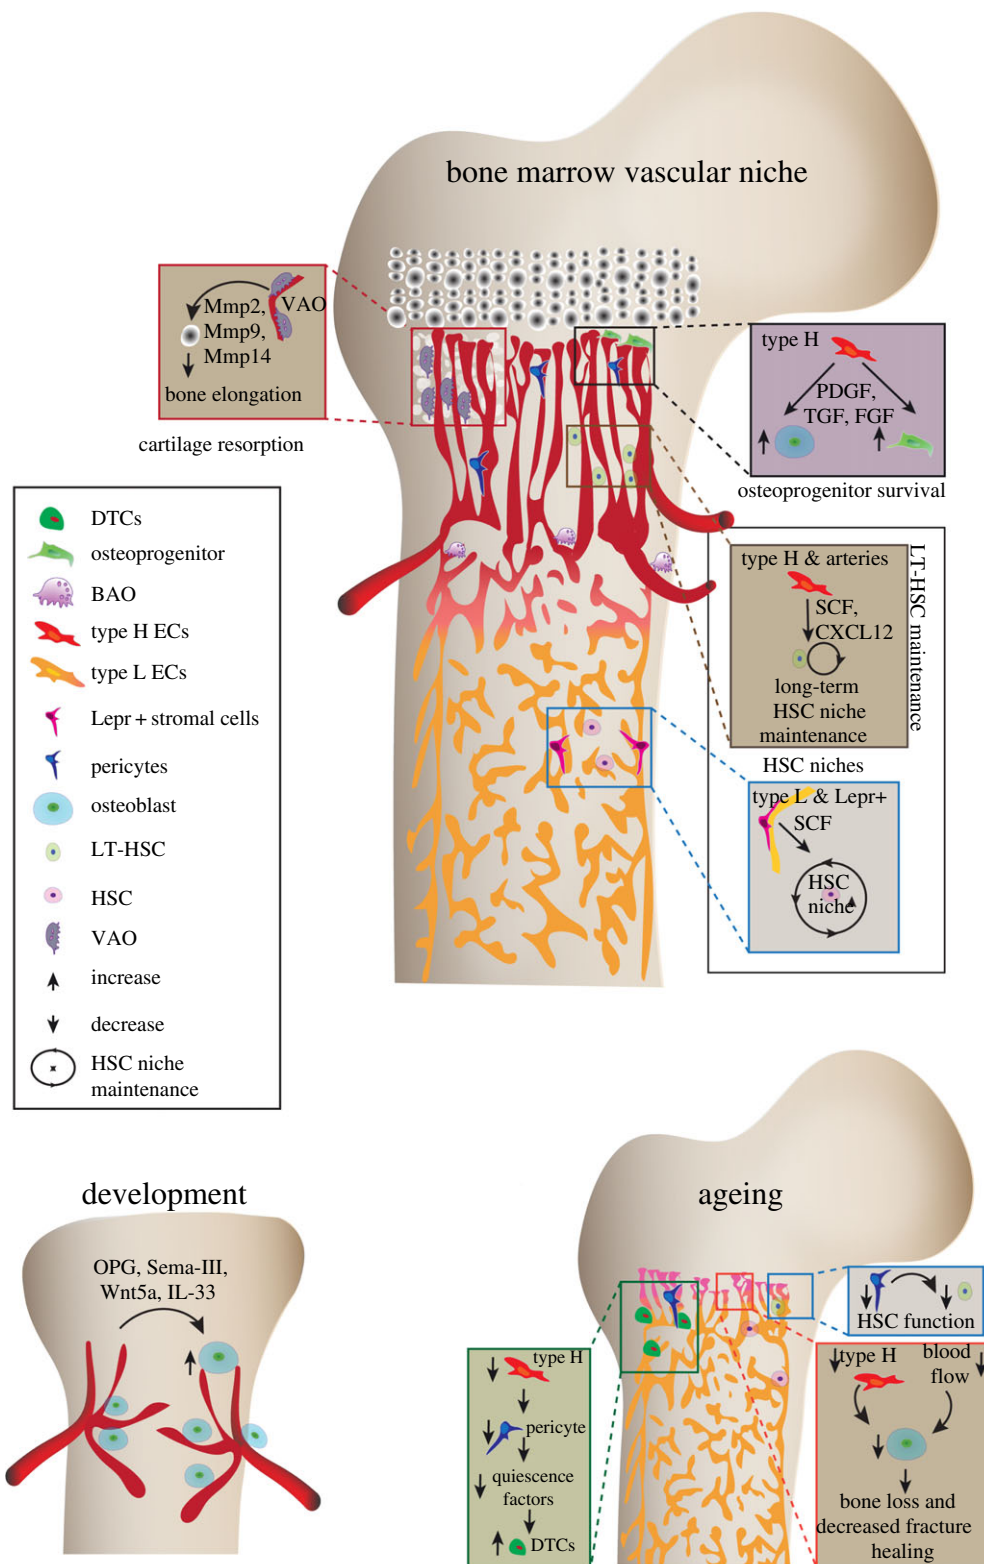 bone marrow vascular niche
Mmp2, VAO
Mmp9,
Mmp14
bone elongation
cartilage resorption
type H
PDGF,
TGF, FGF
osteoprogenitor survival
DTCs
osteoprogenitor
BAO
type H ECs
type L ECs
Lepr + stromal cells
pericytes
osteoblast
LT-HSC
HSC
VAO
increase
decrease
HSC niche
maintenance
type H & arteries
SCF,
CXCL12
long-term
HSC niche
maintenance
LT-HSC maintenance
HSC niches
type L & Lepr+
SCF
HSC
niche
development
OPG, Sema-III,
Wnt5a, IL-33
ageing
HSC function
type H
pericyte
quiescence
factors
DTCs
type H
blood
flow
bone loss and
decreased fracture
healing